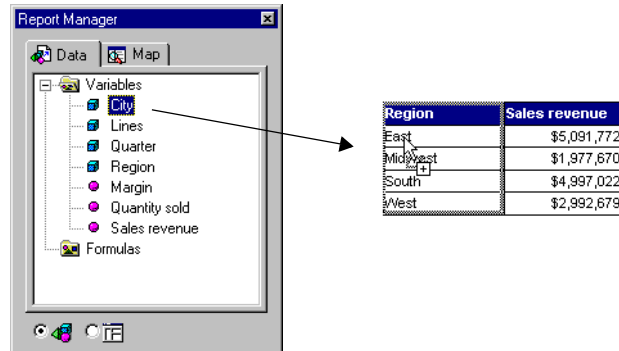 Report Manager
Data Map
Variables
City
Lines
Quarter
Region
Margin
Quantity sold
Sales revenue
Formulas
Region Sales revenue
East $5,091,772
Midwest $1,977,670
South $4,997,022
West $2,992,679